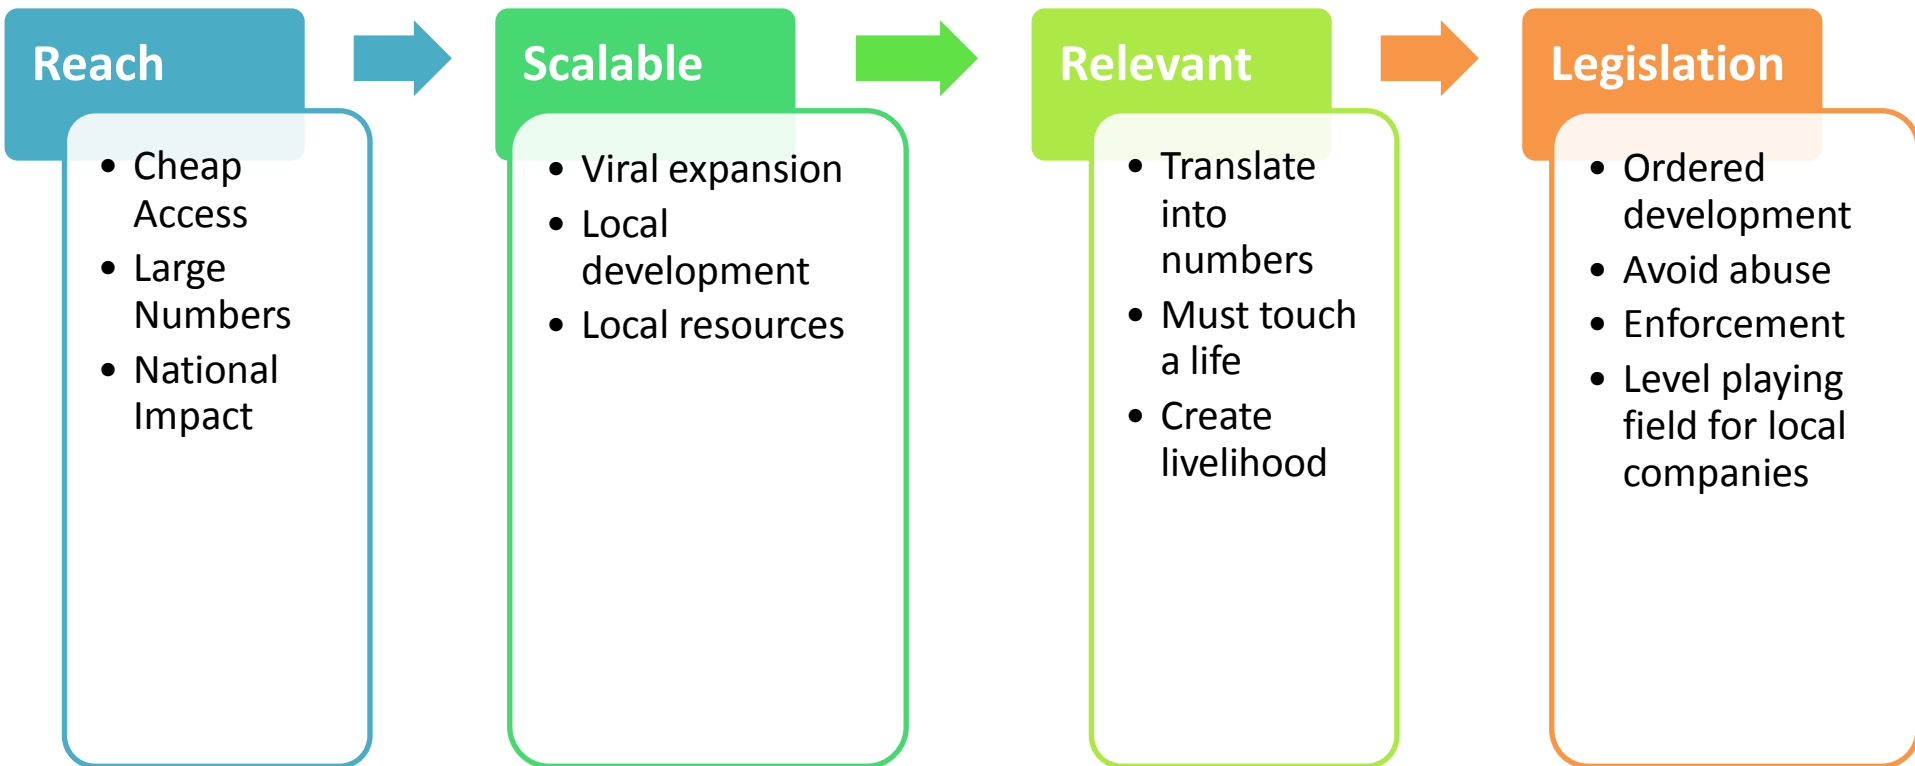 Reach
• Cheap
Access
• Large
Numbers
• National
Impact
Scalable
• Viral expansion
• Local
development
• Local resources
Relevant
• Translate
into
numbers
• Must touch
a life
• Create
livelihood
Legislation
• Ordered
development
• Avoid abuse
• Enforcement
• Level playing
field for local
companies